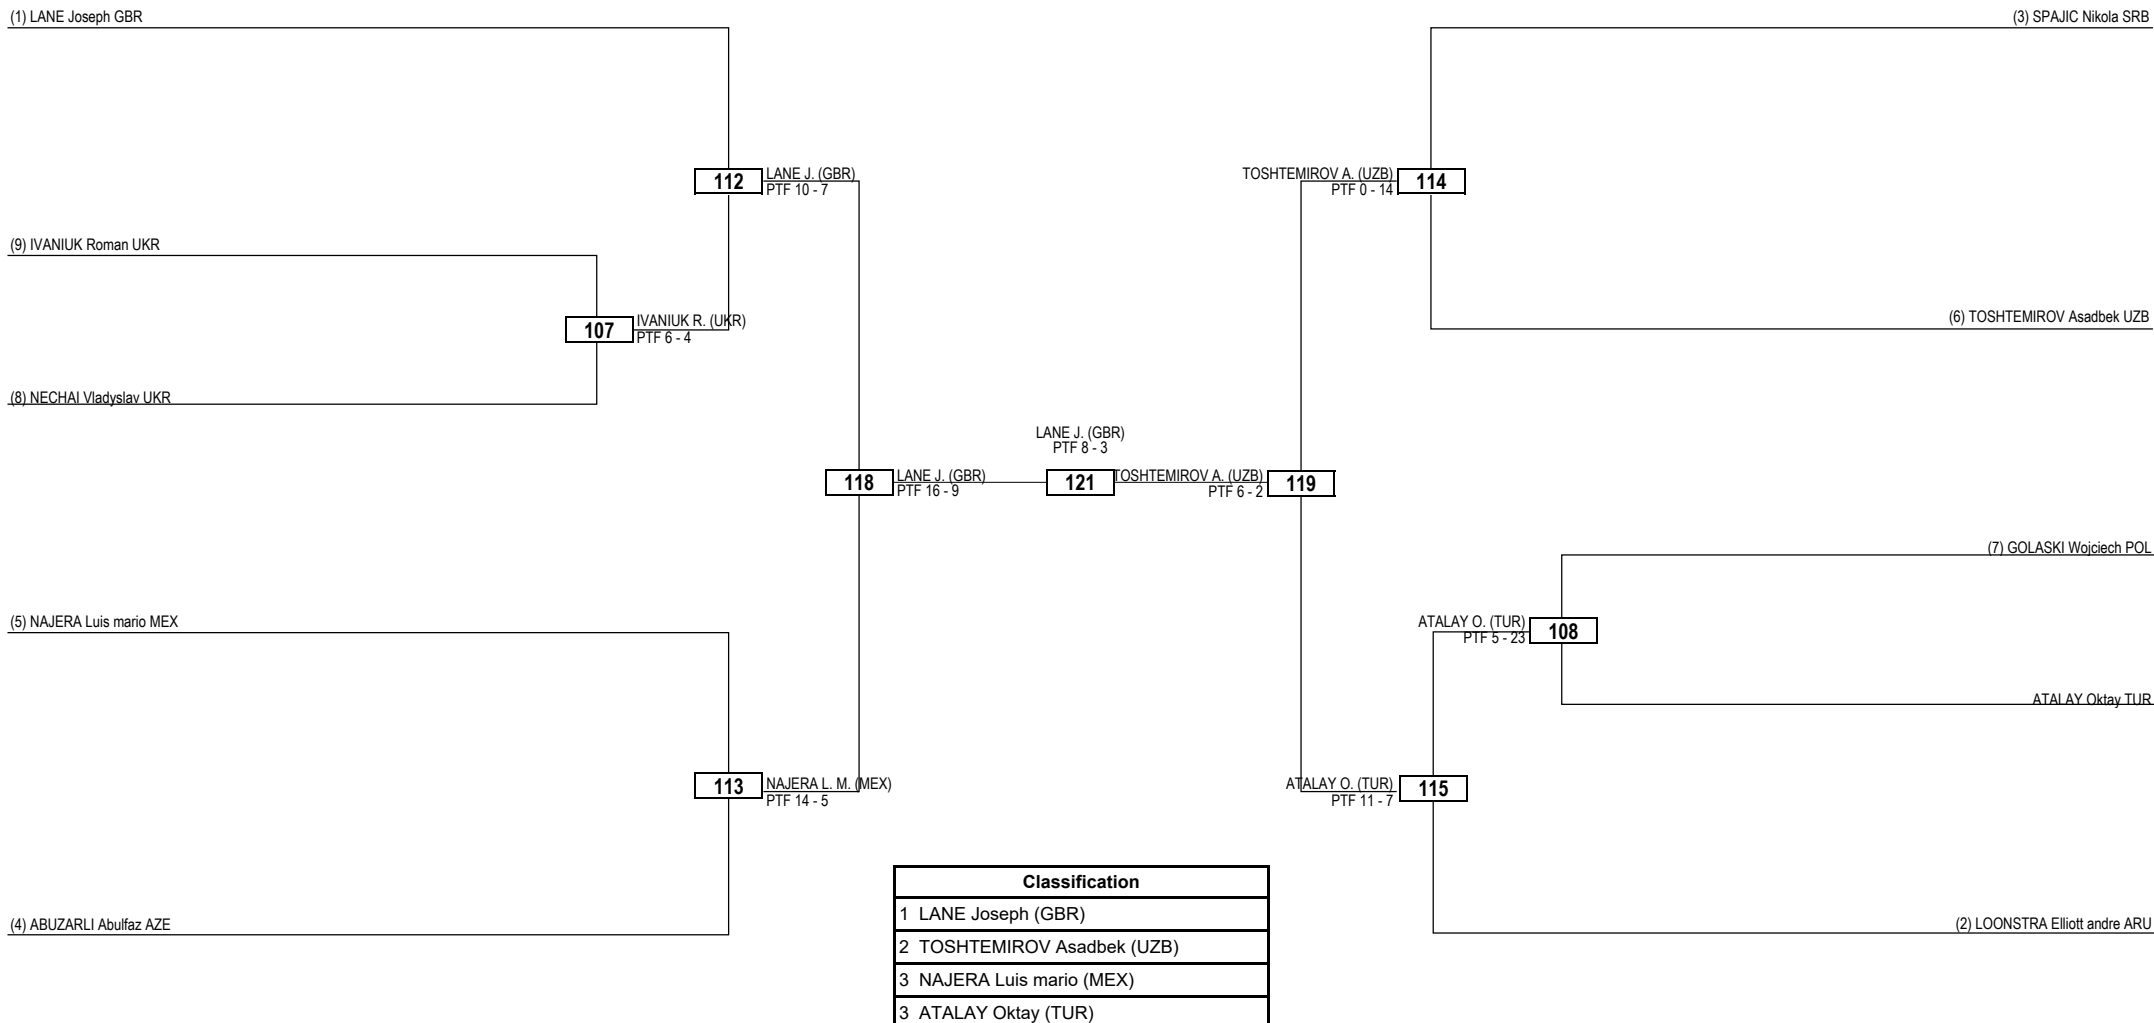 (1) LANE Joseph GBR
(3) SPAJIC Nikola SRB
112
LANE J. (GBR)
PTF 10 - 7
TOSHTEMIROV A. (UZB)
PTF 0 - 14
114
(9) IVANIUK Roman UKR
107
IVANIUK R. (UKR)
PTF 6 - 4
(6) TOSHTEMIROV Asadbek UZB
(8) NECHAI Vladyslav UKR
LANE J. (GBR)
PTF 8 - 3
118
LANE J. (GBR)
PTF 16 - 9
121
TOSHTEMIROV A. (UZB)
PTF 6 - 2
119
(7) GOLASKI Wojciech POL
(5) NAJERA Luis mario MEX
ATALAY O. (TUR)
PTF 5 - 23
108
ATALAY Oktay TUR
113
NAJERA L. M. (MEX)
PTF 14 - 5
ATALAY O. (TUR)
PTF 11 - 7
115
(4) ABUZARLI Abulfaz AZE
(2) LOONSTRA Elliott andre ARU
Classification
1 LANE Joseph (GBR)
2 TOSHTEMIROV Asadbek (UZB)
3 NAJERA Luis mario (MEX)
3 ATALAY Oktay (TUR)